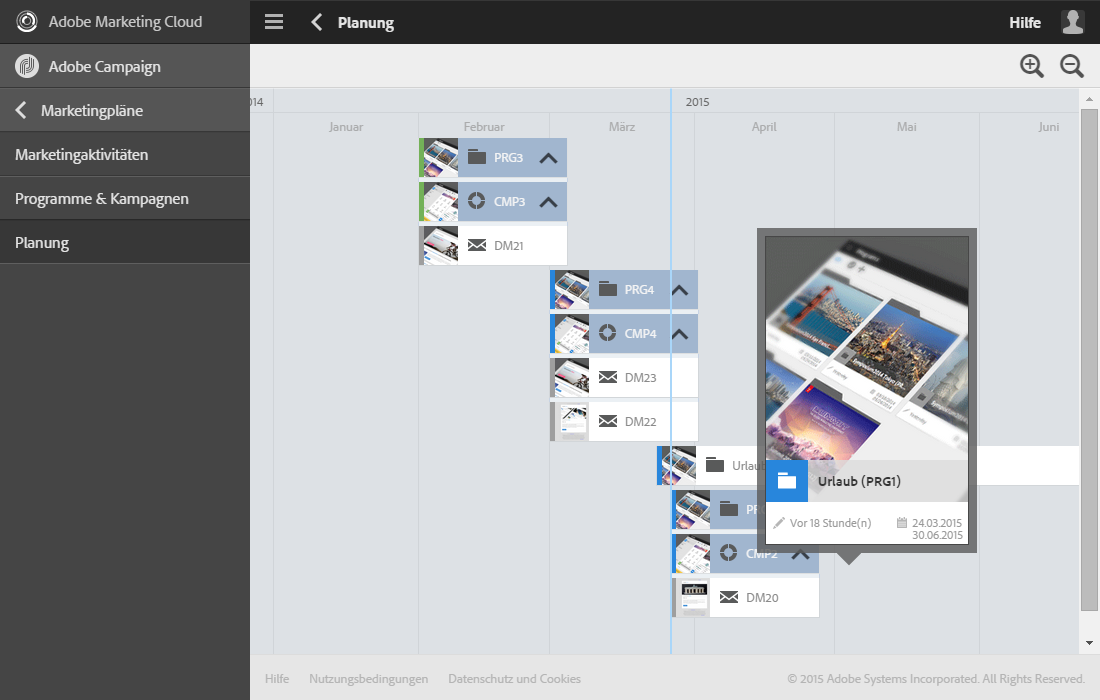 Adobe Marketing Cloud
Planung
Hilfe
Adobe Campaign
Marketingpläne
Marketingaktivitäten
Programme & Kampagnen
Planung
014
2015
Januar
Februar
März
April
Mai
Juni
PRG3
CMP3
DM21
PRG4
CMP4
DM23
DM22
Urlaub
PRG
CMP2
DM20
Urlaub (PRG1)
Vor 18 Stunde(n)
24.03.2015
30.06.2015
Hilfe
Nutzungsbedingungen
Datenschutz und Cookies
© 2015 Adobe Systems Incorporated. All Rights Reserved.